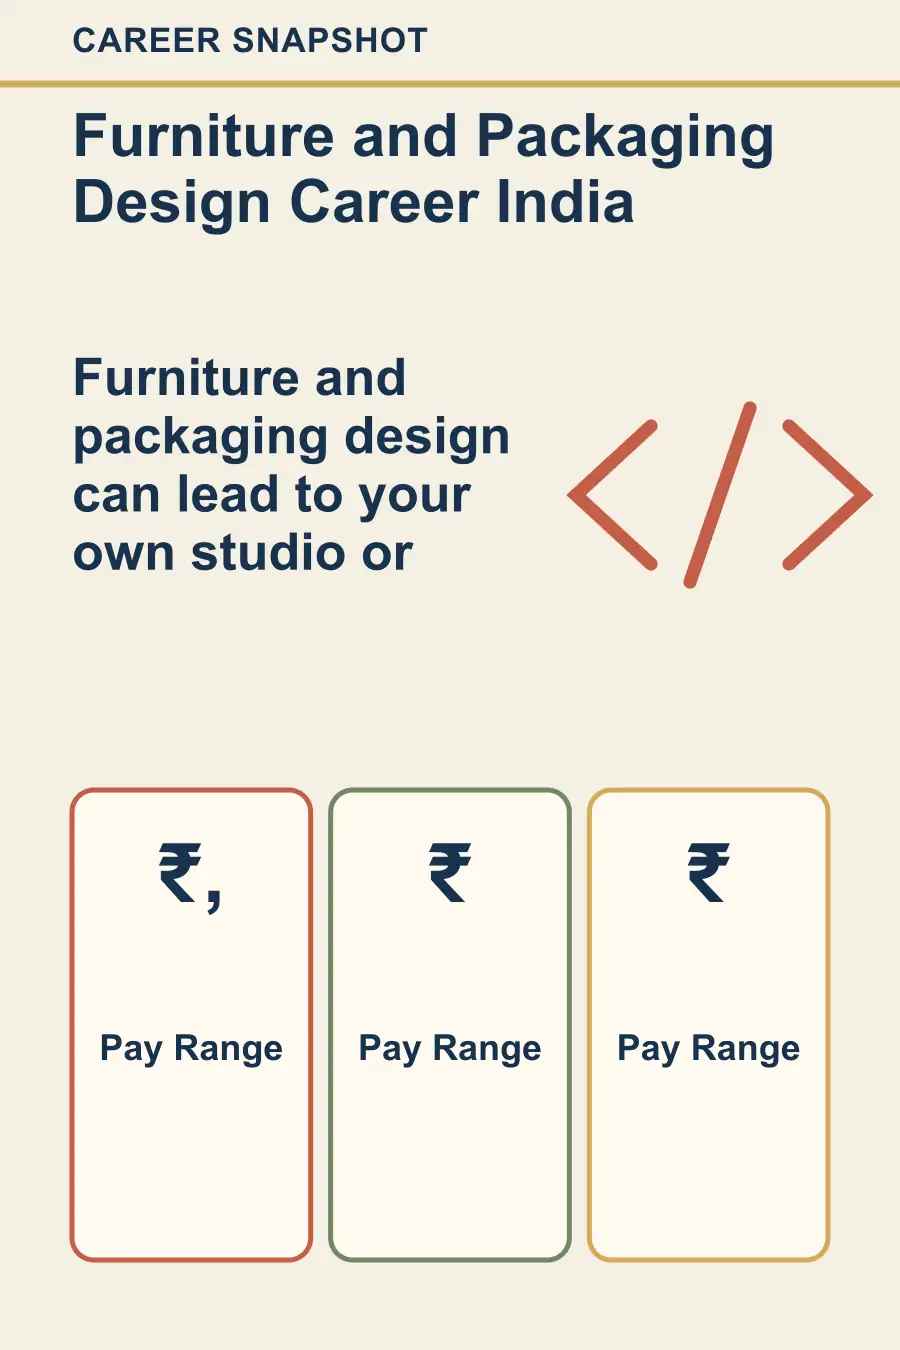 CAREER SNAPSHOT
Furniture and Packaging
Design Career India
Furniture and
packaging design
can lead to your
own studio or
₹,
₹
₹
Pay Range
Pay Range
Pay Range